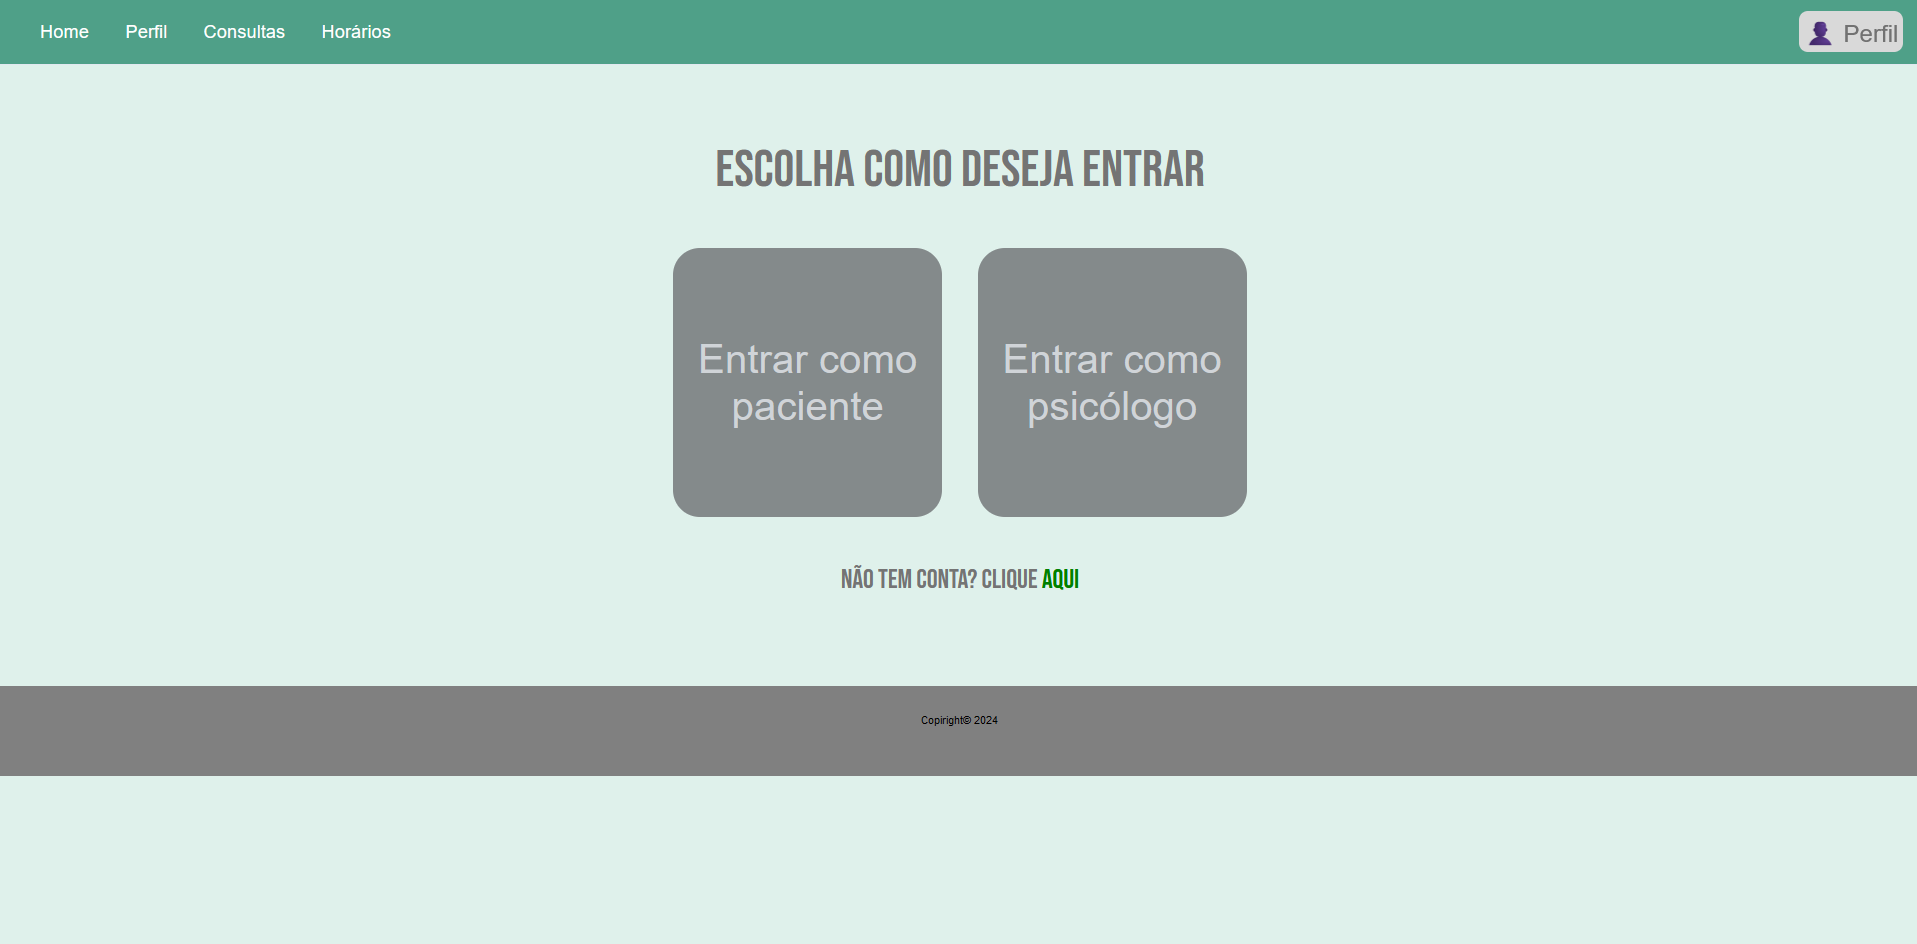 Home Perfil Consultas Horários
👤 Perfil
ESCOLHA COMO DESEJA ENTRAR
Entrar como
paciente
Entrar como
psicólogo
NÃO TEM CONTA? CLIQUE AQUI
Copiright© 2024